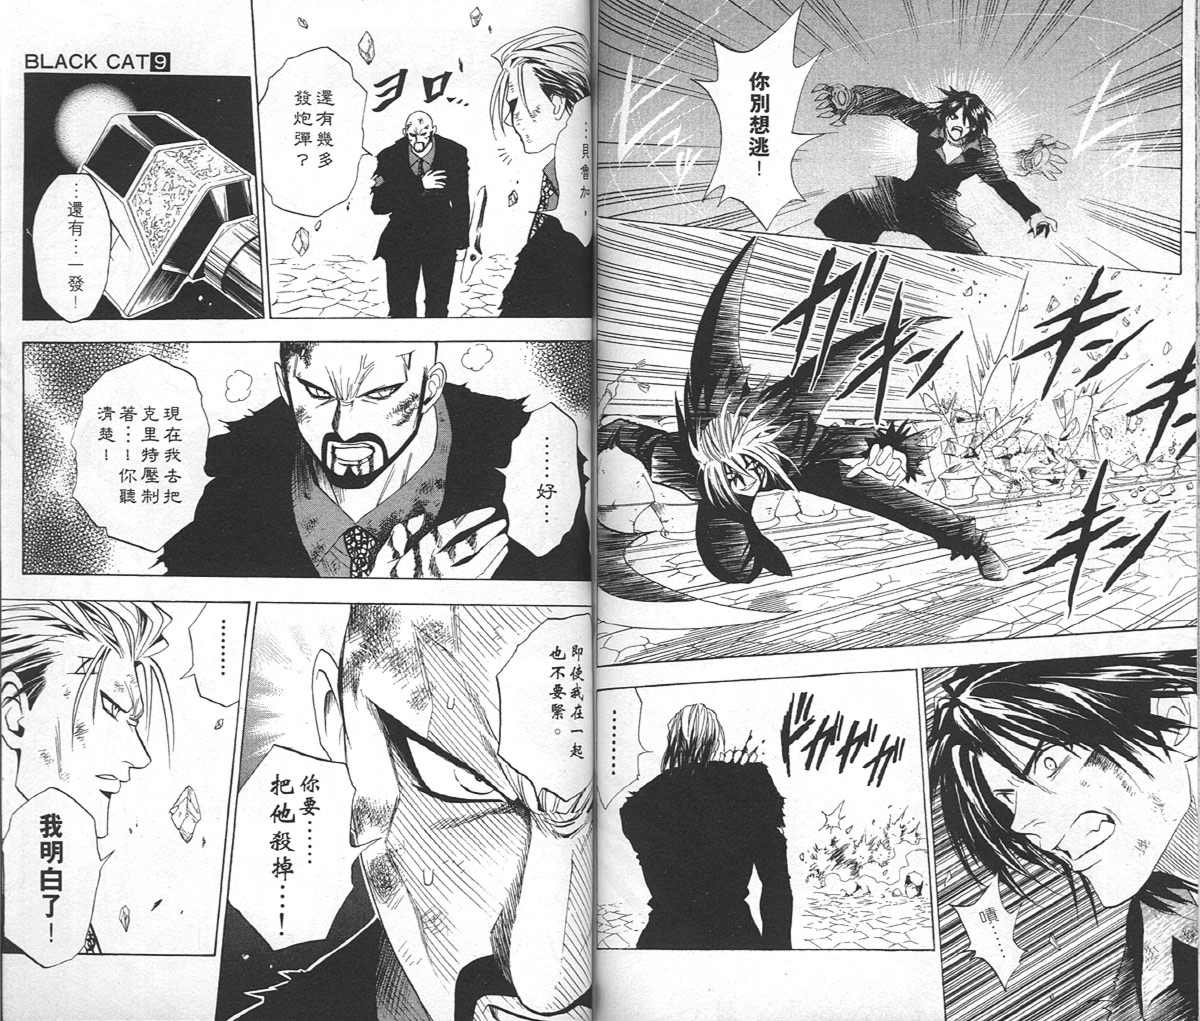 你別想逃！
ガギン
キーン
キン
キーン
嘖……
ドガガガガ
………
BLACK CAT 9
…貝魯加，
ヨロ…
還有幾多
發炮彈？
…還有…一發！
………好…
現在我去把
克里特壓制
著…！你聽
清楚！
即使我在一起
也不要緊。
你要……
把他殺掉…！
………
我明白了！